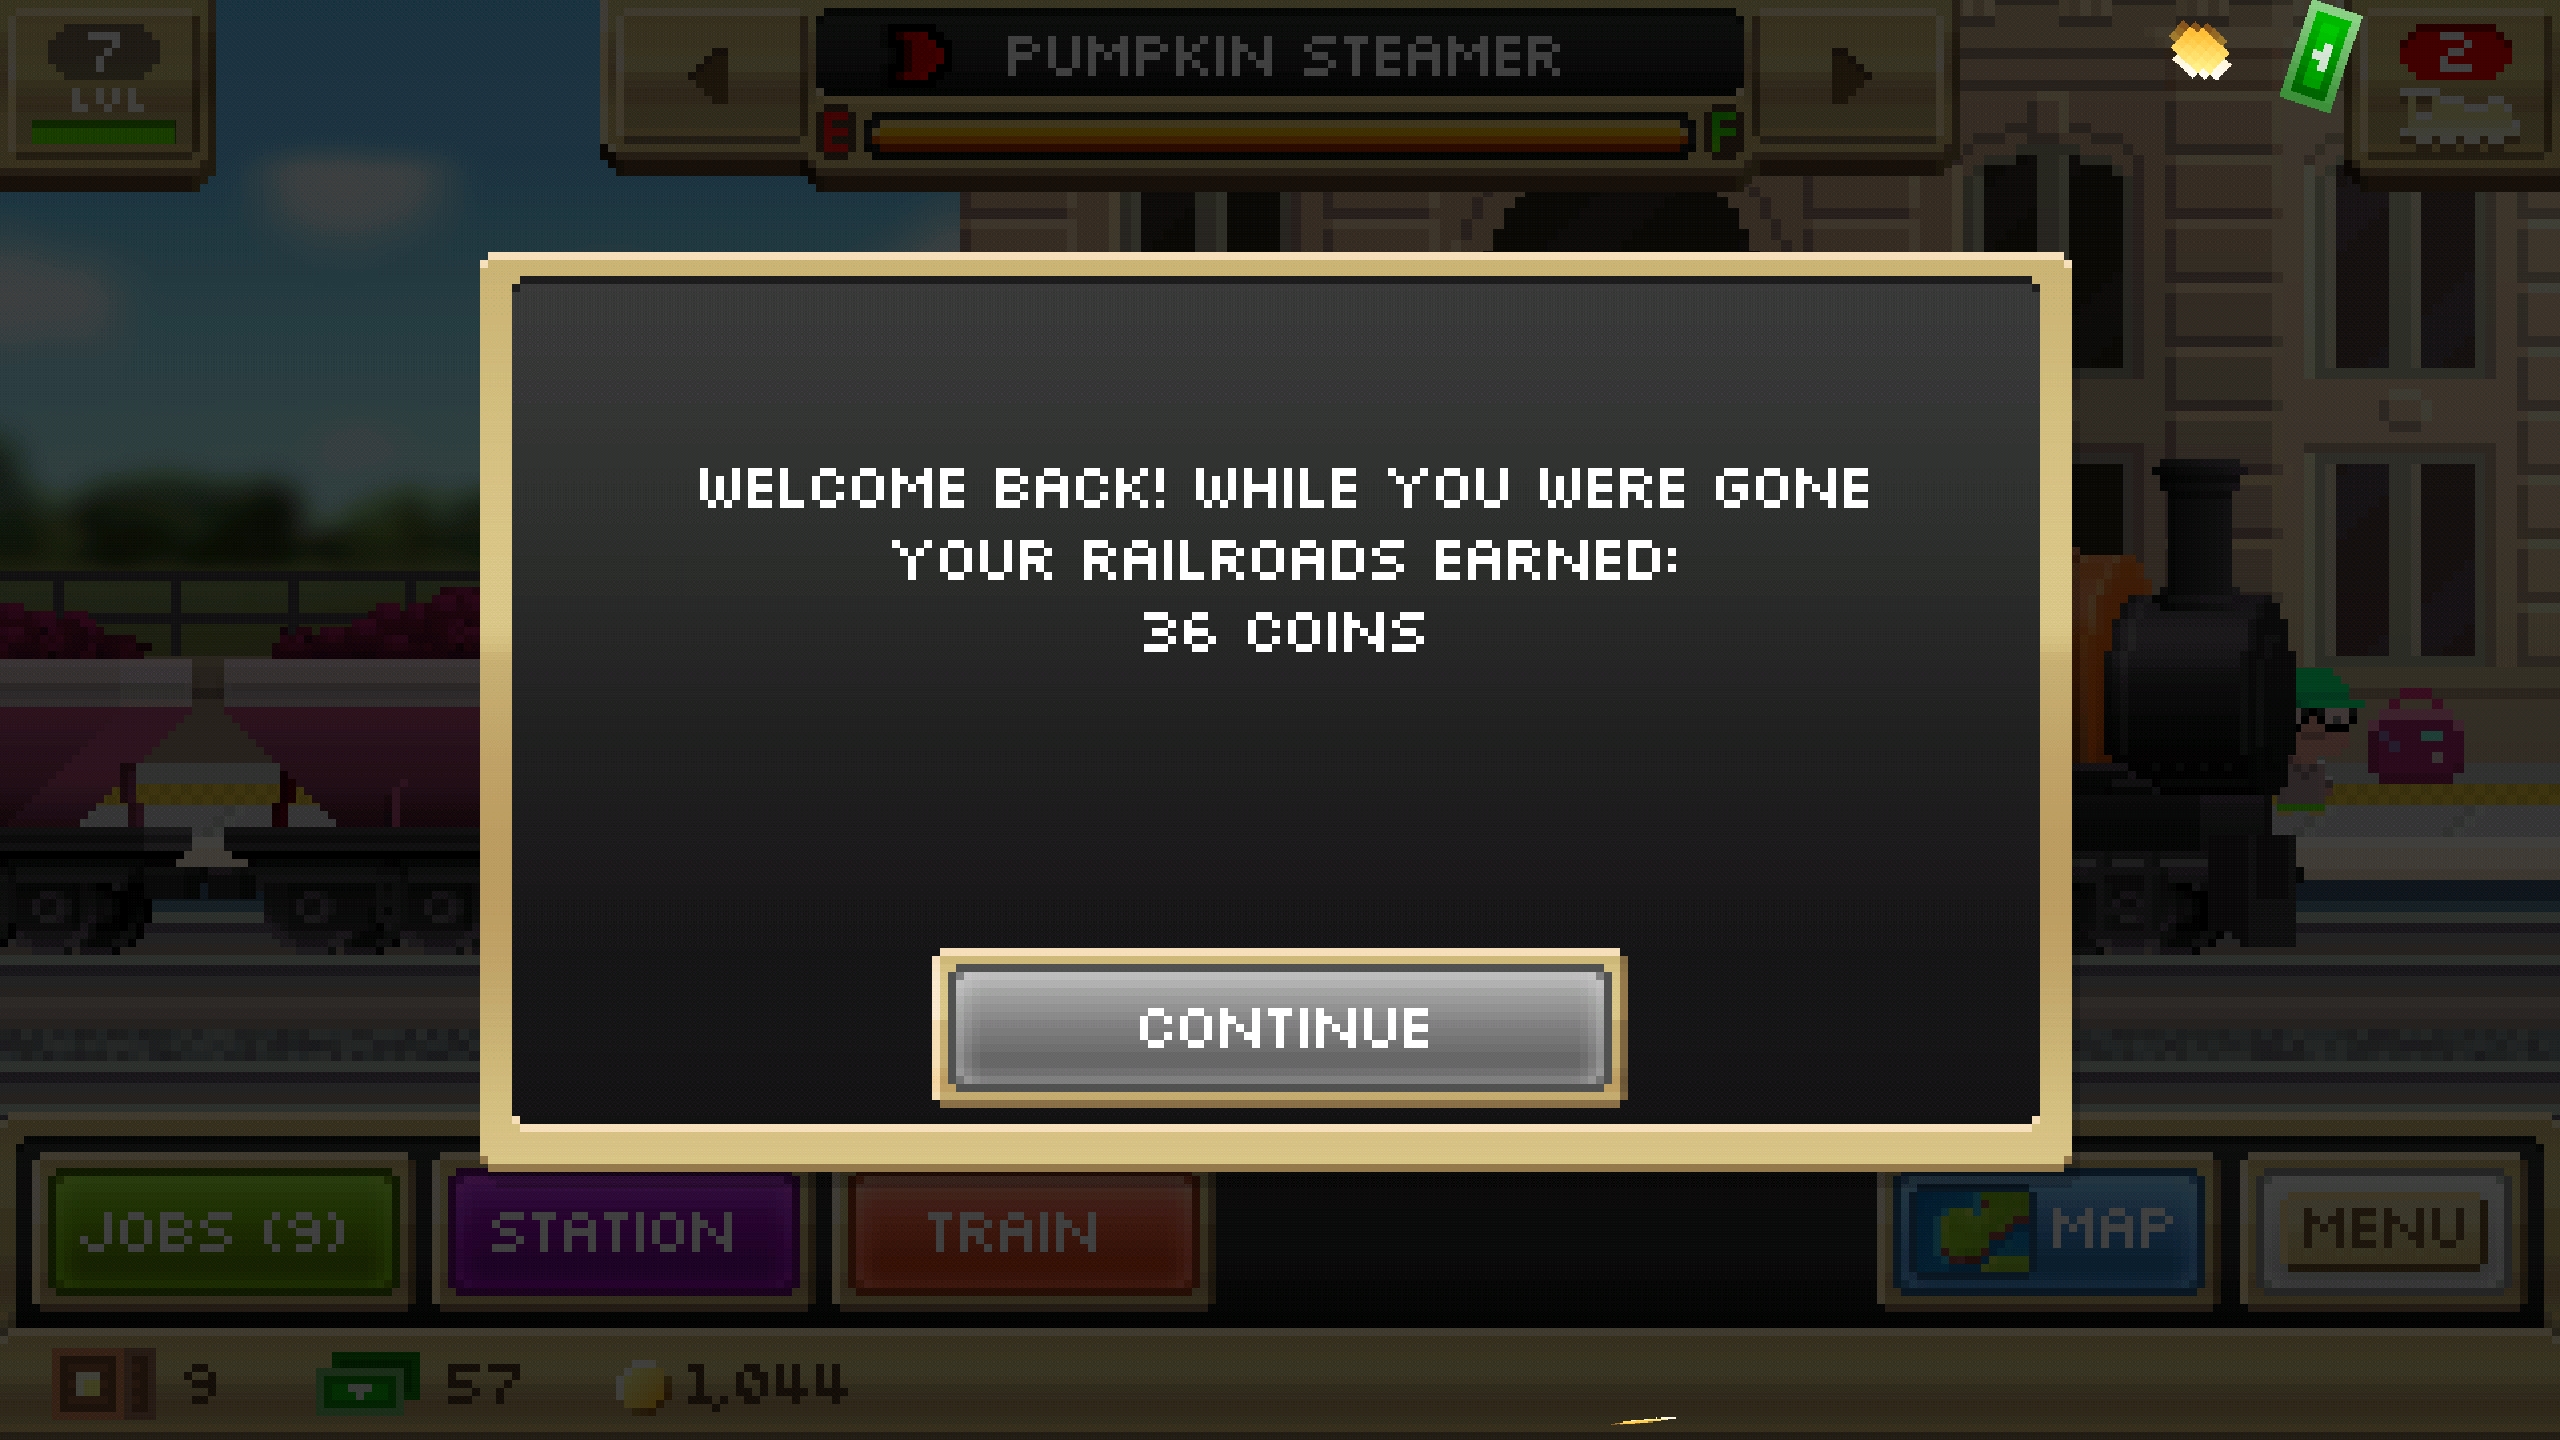 7
LVL
PUMPKIN STEAMER
E F
2
WELCOME BACK! WHILE YOU WERE GONE
YOUR RAILROADS EARNED:
36 COINS
CONTINUE
JOBS (9) STATION TRAIN MAP MENU
9 57 1,044